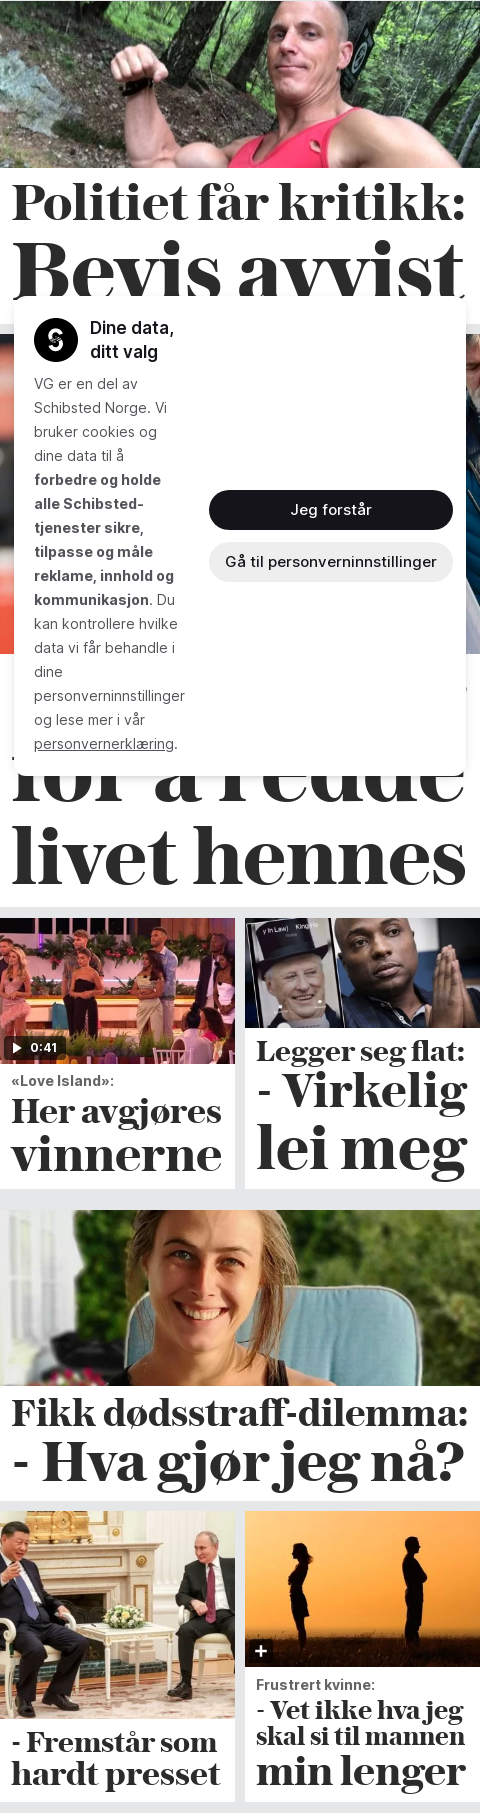 Politiet får kritikk:
Bevis avvist
Dine data,
ditt valg
VG er en del av
Schibsted Norge. Vi
bruker cookies og
dine data til å
forbedre og holde
alle Schibsted-
tjenester sikre,
tilpasse og måle
reklame, innhold og
kommunikasjon. Du
kan kontrollere hvilke
data vi får behandle i
dine
personverninnstillinger
og lese mer i vår
personvernerklæring.
Jeg forstår
Gå til personverninnstillinger
for å redde
livet hennes
0:41
«Love Island»:
Her avgjøres
vinnerne
y In Law)
Legger seg flat:
- Virkelig
lei meg
Fikk dødsstraff-dilemma:
- Hva gjør jeg nå?
- Fremstår som
hardt presset
Frustrert kvinne:
- Vet ikke hva jeg
skal si til mannen
min lenger